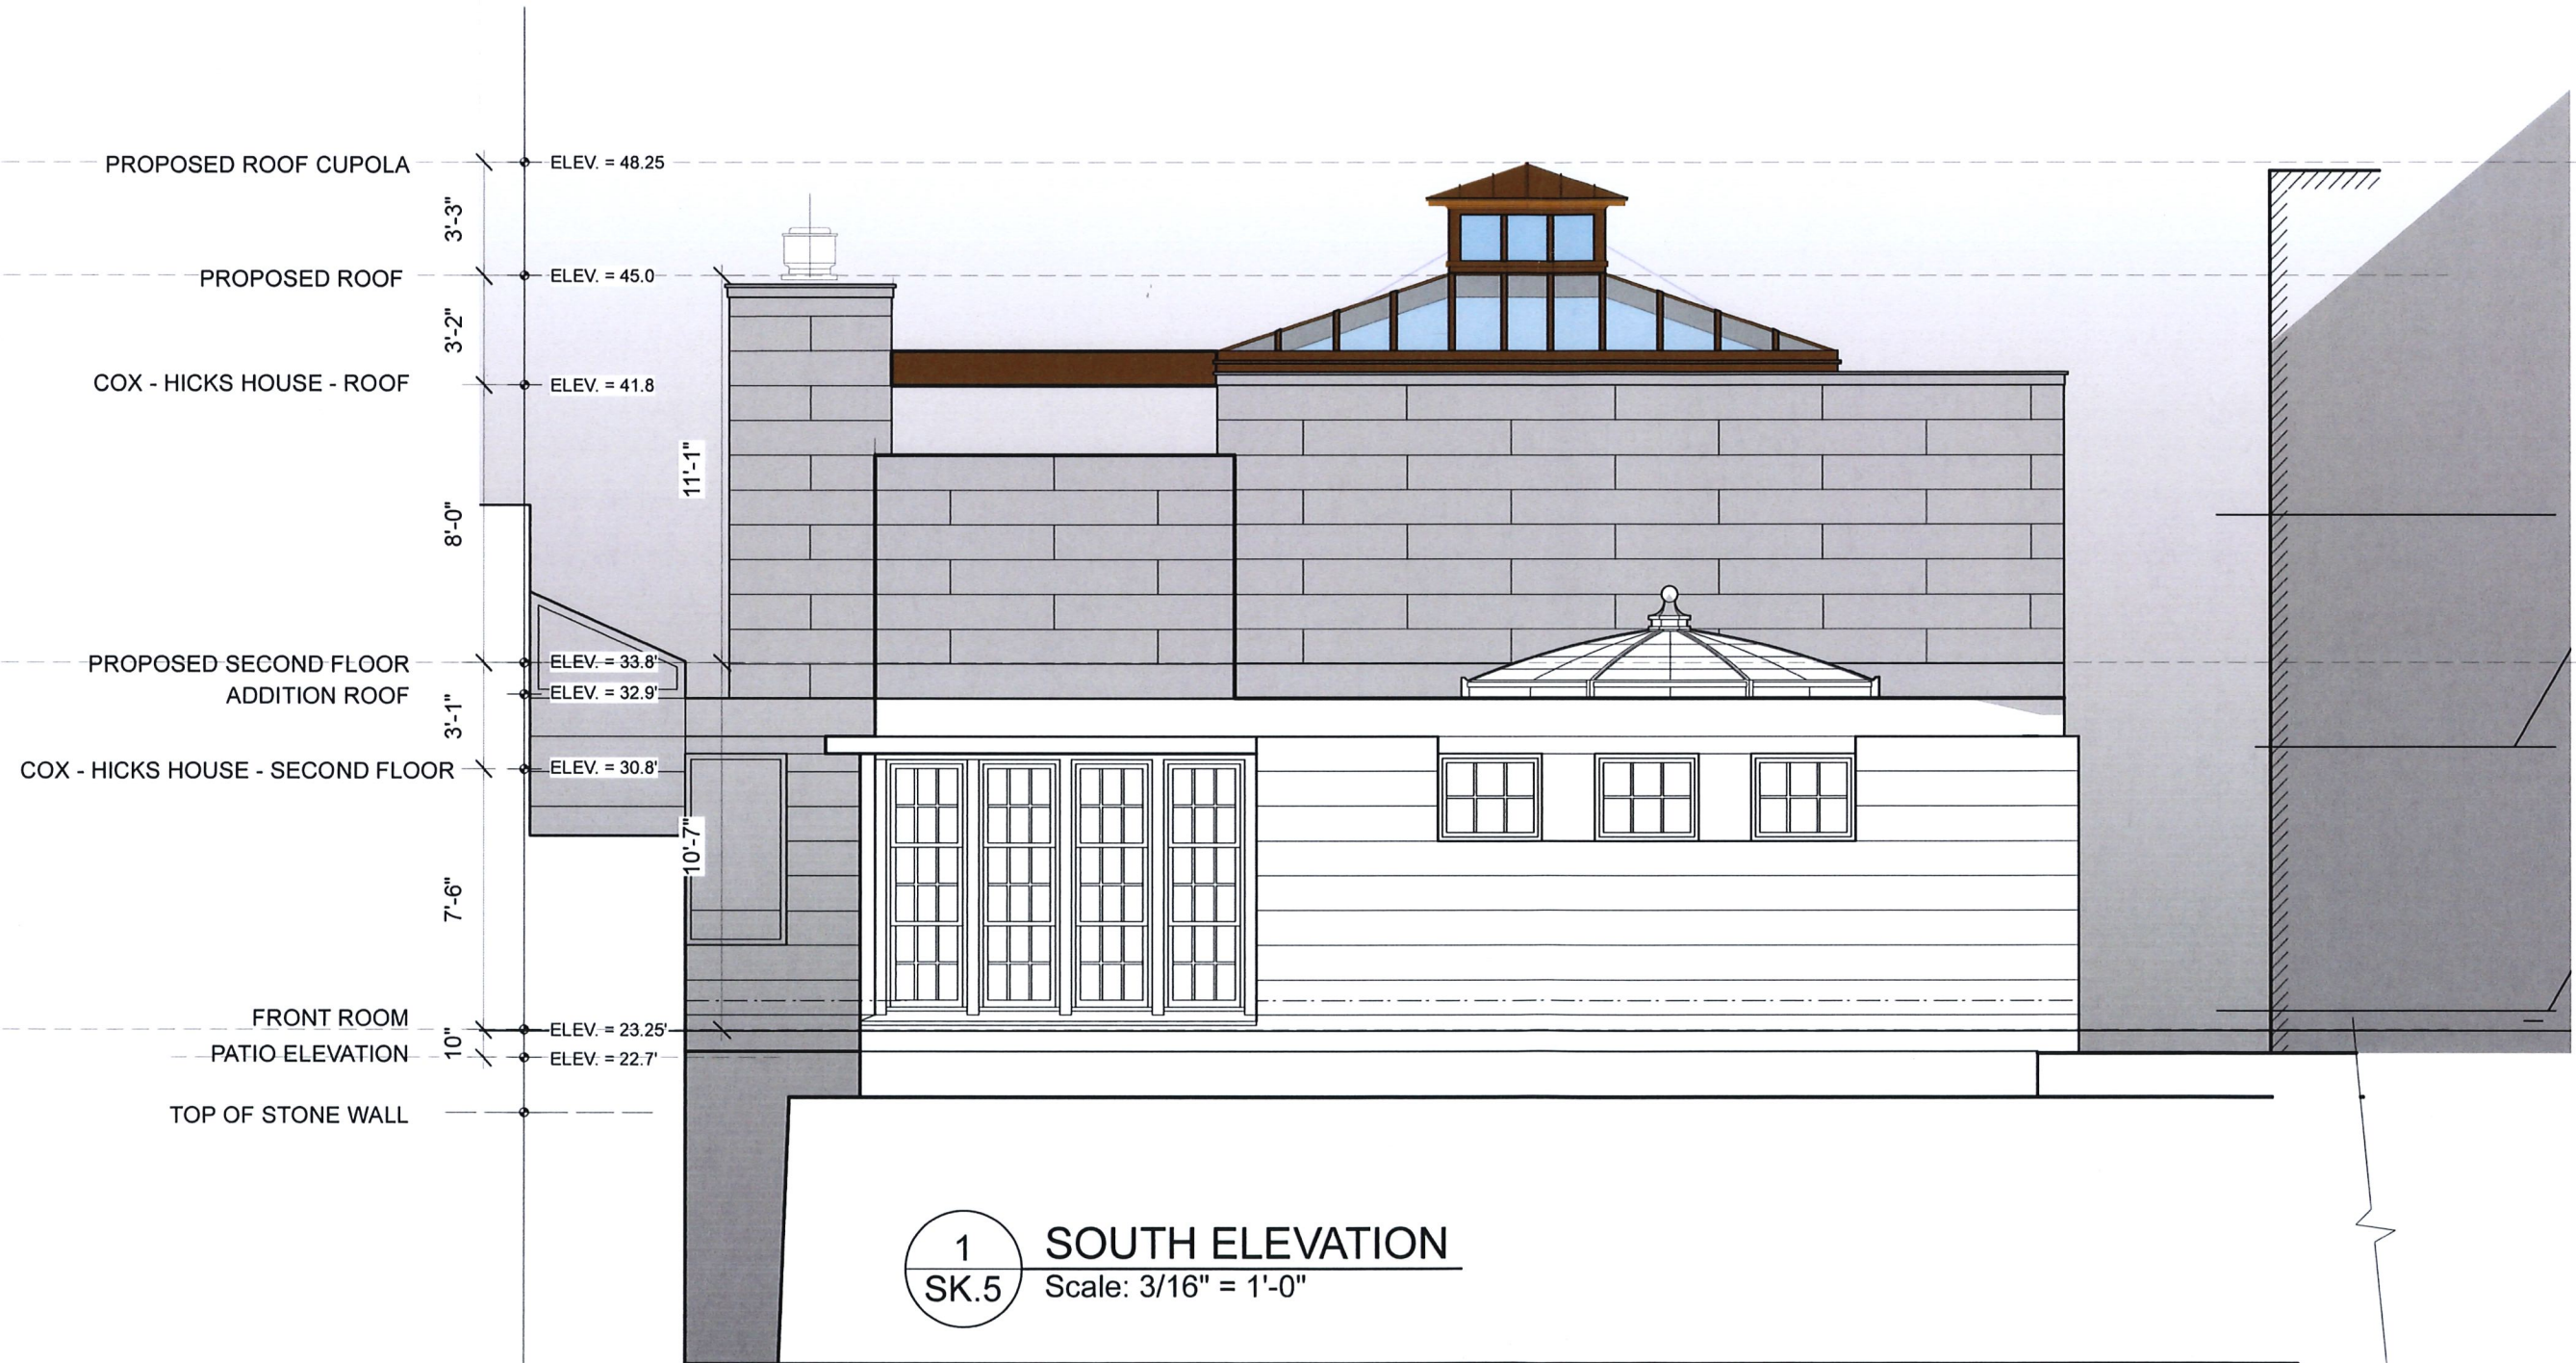 PROPOSED ROOF CUPOLA
ELEV. = 48.25
3'-3"
PROPOSED ROOF
ELEV. = 45.0
3'-2"
COX - HICKS HOUSE - ROOF
ELEV. = 41.8
11'-1"
8'-0"
PROPOSED SECOND FLOOR
ELEV. = 33.8'
ADDITION ROOF
ELEV. = 32.9'
3'-1"
COX - HICKS HOUSE - SECOND FLOOR
ELEV. = 30.8'
10'-7"
7'-6"
FRONT ROOM
ELEV. = 23.25'
10"
PATIO ELEVATION
ELEV. = 22.7'
TOP OF STONE WALL
1
SOUTH ELEVATION
SK.5
Scale: 3/16" = 1'-0"